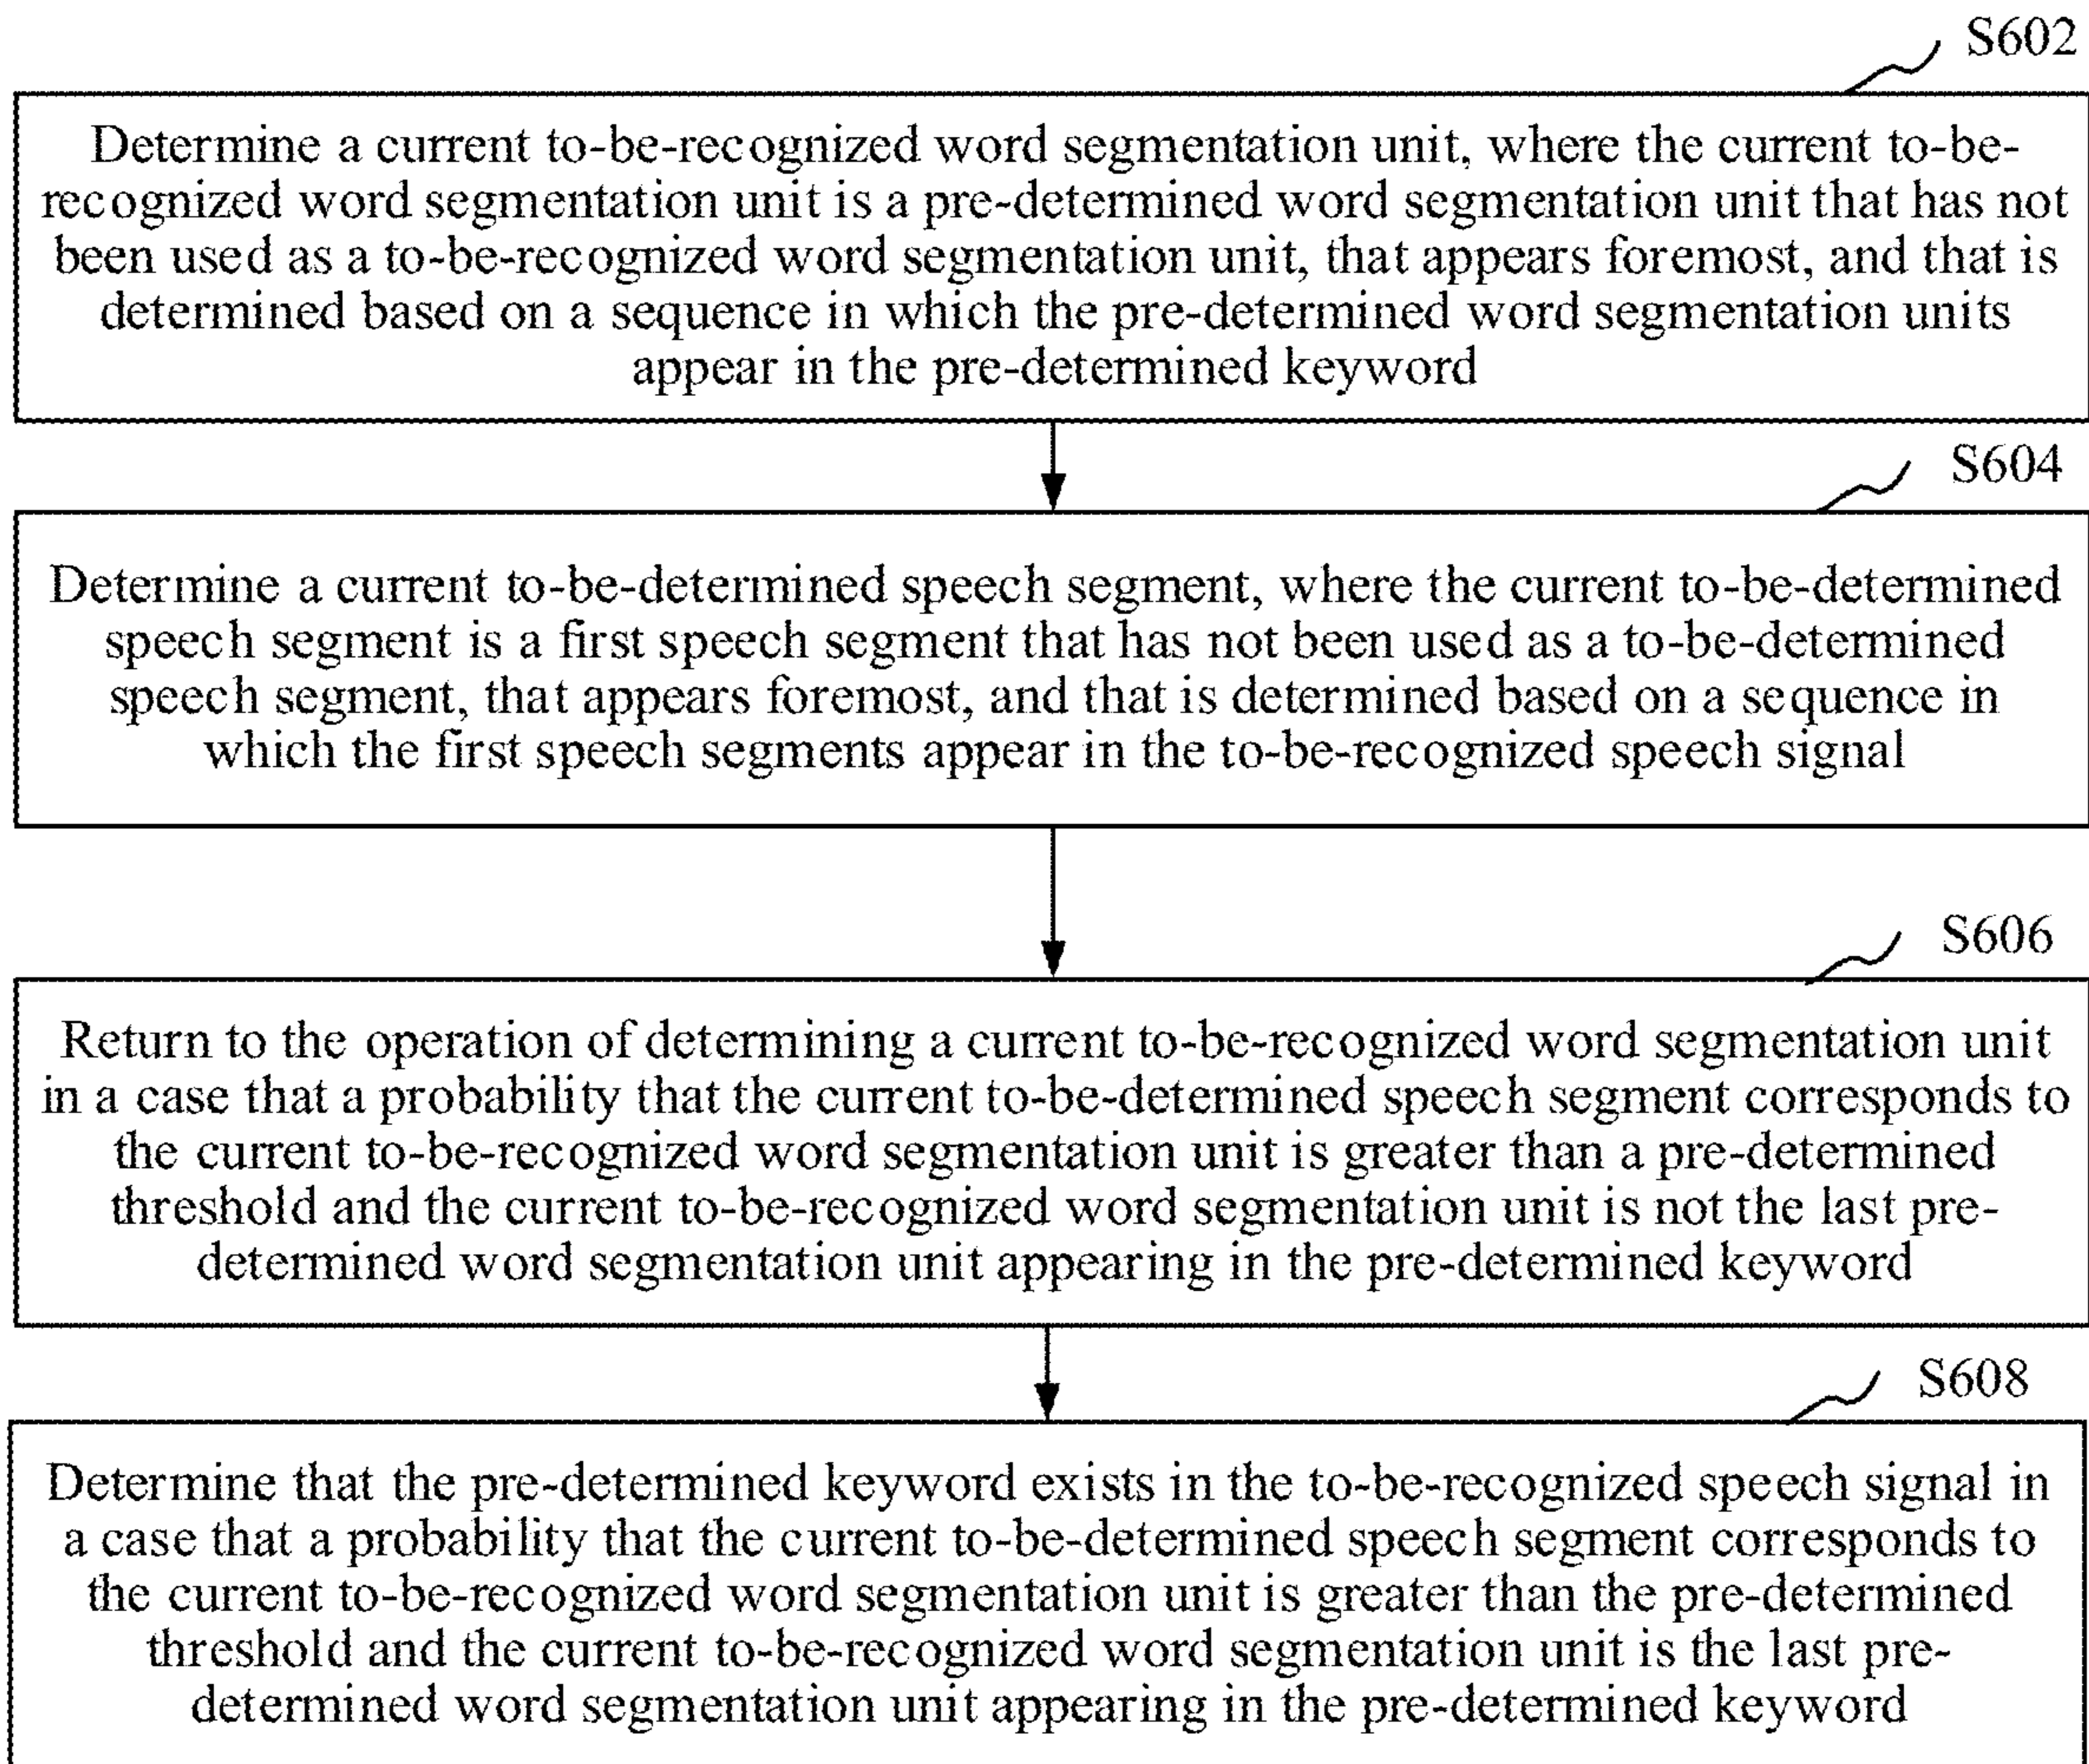 S602
Determine a current to-be-recognized word segmentation unit, where the current to-be-
recognized word segmentation unit is a pre-determined word segmentation unit that has not
been used as a to-be-recognized word segmentation unit, that appears foremost, and that is
determined based on a sequence in which the pre-determined word segmentation units
appear in the pre-determined keyword
S604
Determine a current to-be-determined speech segment, where the current to-be-determined
speech segment is a first speech segment that has not been used as a to-be-determined
speech segment, that appears foremost, and that is determined based on a sequence in
which the first speech segments appear in the to-be-recognized speech signal
S606
Return to the operation of determining a current to-be-recognized word segmentation unit
in a case that a probability that the current to-be-determined speech segment corresponds to
the current to-be-recognized word segmentation unit is greater than a pre-determined
threshold and the current to-be-recognized word segmentation unit is not the last pre-
determined word segmentation unit appearing in the pre-determined keyword
S608
Determine that the pre-determined keyword exists in the to-be-recognized speech signal in
a case that a probability that the current to-be-determined speech segment corresponds to
the current to-be-recognized word segmentation unit is greater than the pre-determined
threshold and the current to-be-recognized word segmentation unit is the last pre-
determined word segmentation unit appearing in the pre-determined keyword